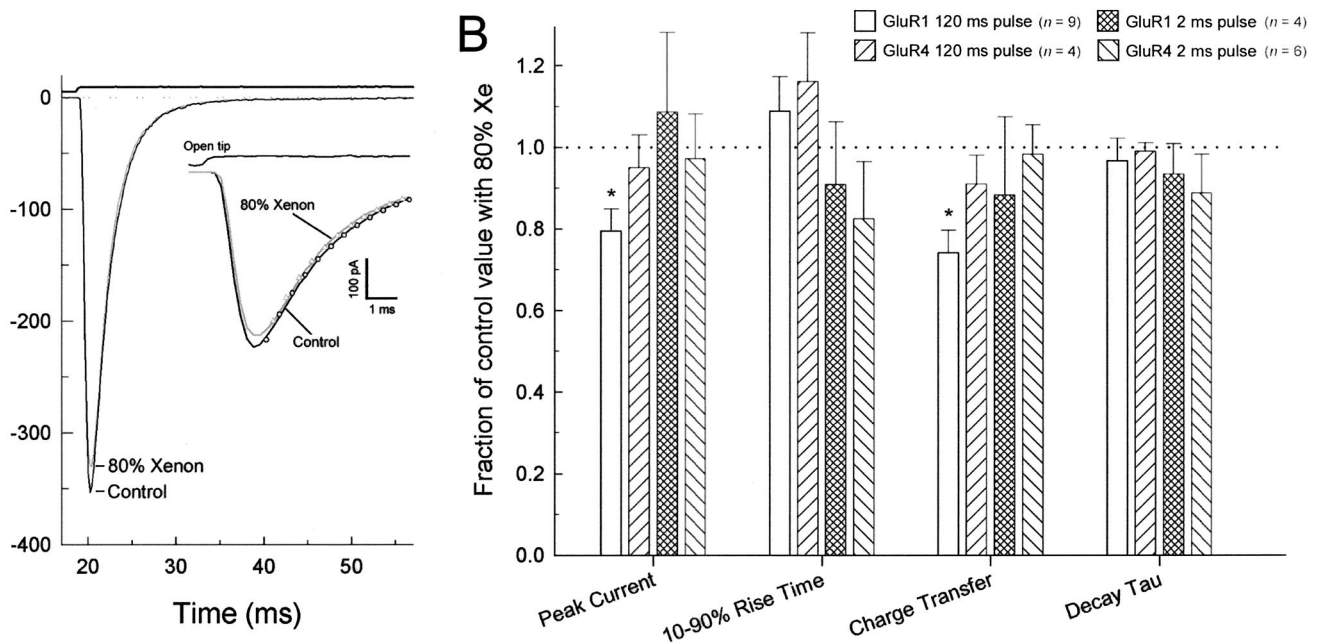 0
-100
-200
-300
-400
20
30
40
50
Time (ms)
Open tip
80% Xenon
Control
100 pA
1 ms
80% Xenon
Control
B
GluR1 120 ms pulse (n = 9)
GluR4 120 ms pulse (n = 4)
GluR1 2 ms pulse (n = 4)
GluR4 2 ms pulse (n = 6)
Fraction of control value with 80% Xe
1.2
1.0
0.8
0.6
0.4
0.2
0.0
*
*
Peak Current
10-90% Rise Time
Charge Transfer
Decay Tau